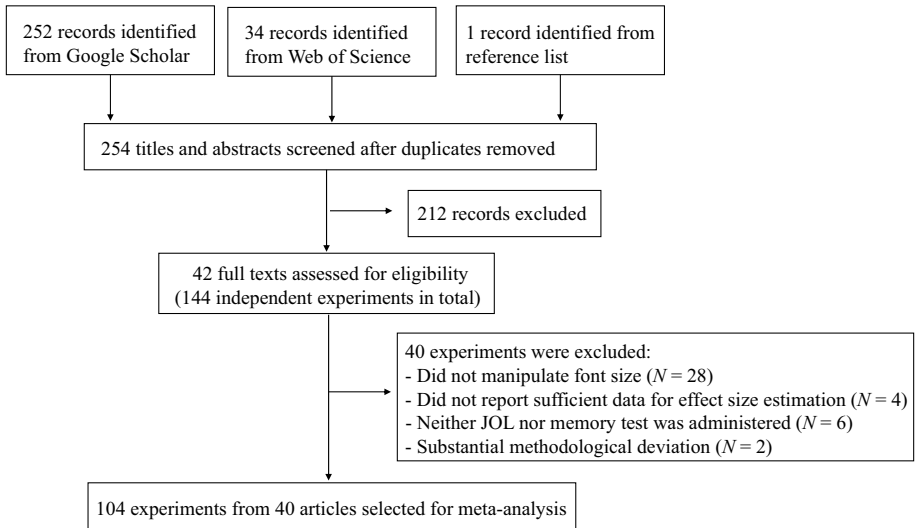 252 records identified
from Google Scholar
34 records identified
from Web of Science
1 record identified from
reference list
254 titles and abstracts screened after duplicates removed
212 records excluded
42 full texts assessed for eligibility
(144 independent experiments in total)
40 experiments were excluded:
- Did not manipulate font size (N = 28)
- Did not report sufficient data for effect size estimation (N = 4)
- Neither JOL nor memory test was administered (N = 6)
- Substantial methodological deviation (N = 2)
104 experiments from 40 articles selected for meta-analysis